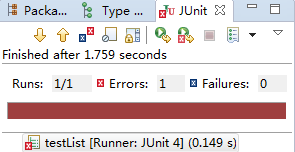 Packa...
Type ...
JUnit
Finished after 1.759 seconds
Runs: 1/1 Errors: 1 Failures: 0
testList [Runner: JUnit 4] (0.149 s)